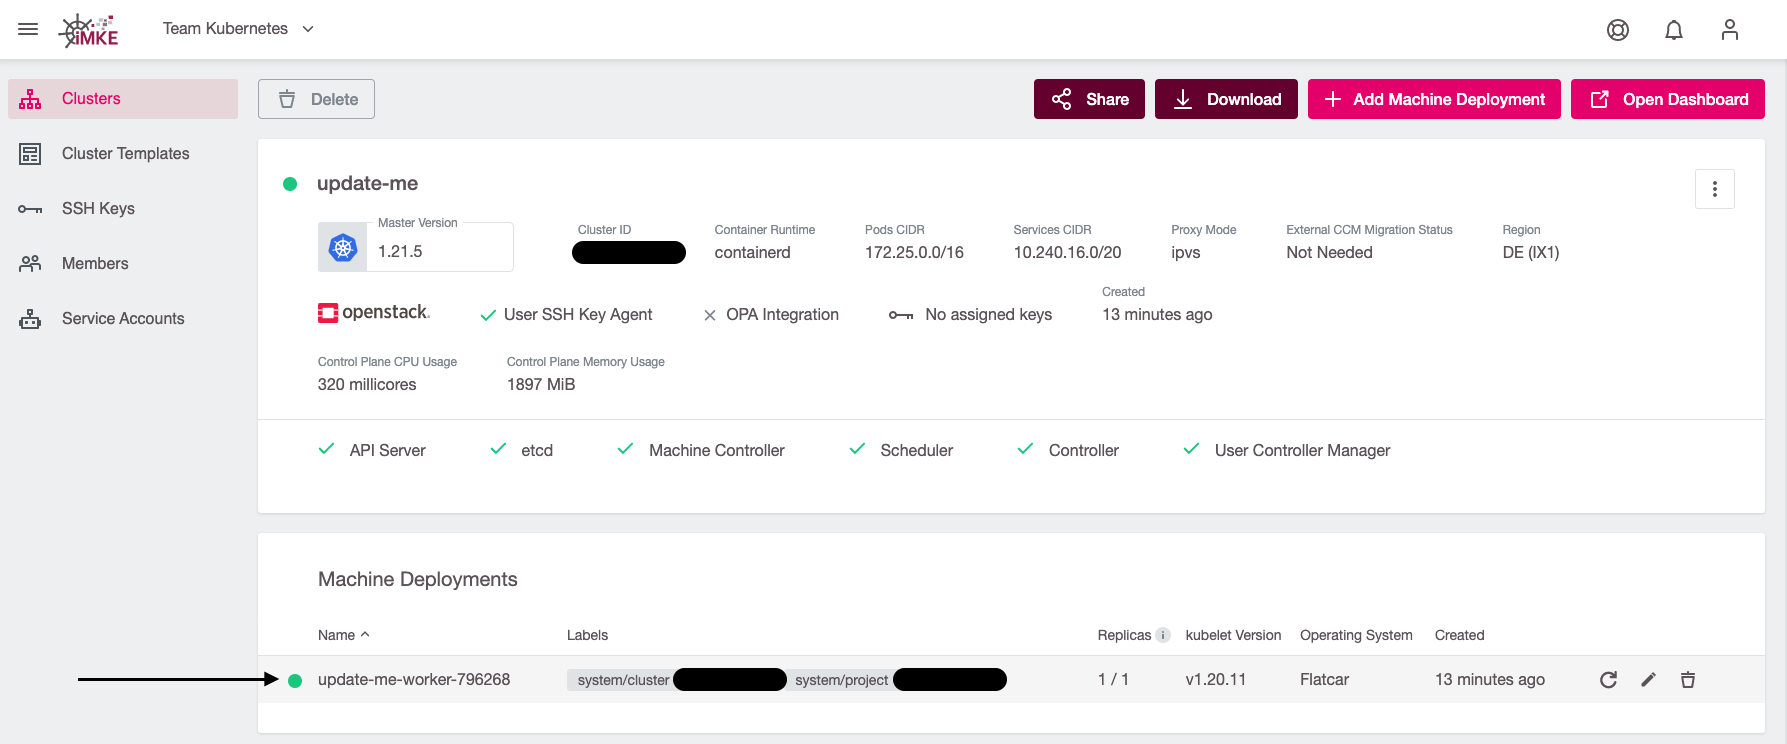 iMKE Team Kubernetes
Clusters
Cluster Templates
SSH Keys
Members
Service Accounts
Delete Share Download Add Machine Deployment Open Dashboard
update-me
Master Version
1.21.5
Cluster ID
Container Runtime
containerd
Pods CIDR
172.25.0.0/16
Services CIDR
10.240.16.0/20
Proxy Mode
ipvs
External CCM Migration Status
Not Needed
Region
DE (IX1)
openstack.
User SSH Key Agent
OPA Integration
No assigned keys
Created
13 minutes ago
Control Plane CPU Usage
320 millicores
Control Plane Memory Usage
1897 MiB
API Server etcd Machine Controller Scheduler Controller User Controller Manager
Machine Deployments
Name Labels Replicas i kubelet Version Operating System Created
update-me-worker-796268 system/cluster system/project 1 / 1 v1.20.11 Flatcar 13 minutes ago